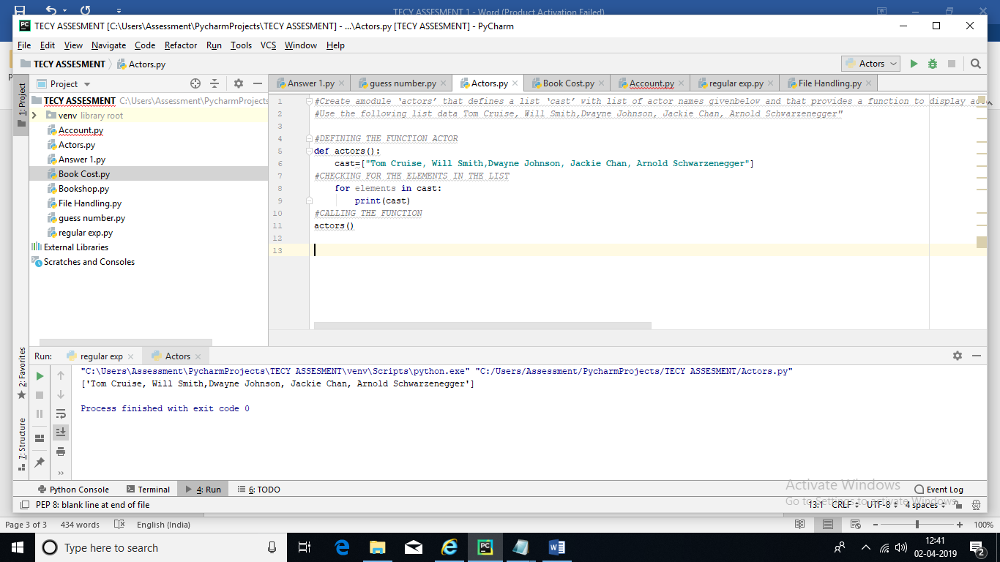 TECY ASSESMENT 1 - Word (Product Activation Failed)
PC TECY ASSESMENT [C:\Users\Assessment\PycharmProjects\TECY ASSESMENT] - ...\Actors.py [TECY ASSESMENT] - PyCharm
File Edit View Navigate Code Refactor Run Tools VCS Window Help
TECY ASSESMENT Actors.py Actors
1: Project
Project
Answer 1.py guess number.py Actors.py Book Cost.py Account.py regular exp.py File Handling.py
TECY ASSESMENT C:\Users\Assessment\PycharmProjects
venv library root
Account.py
Actors.py
Answer 1.py
Book Cost.py
Bookshop.py
File Handling.py
guess number.py
regular exp.py
External Libraries
Scratches and Consoles
1 #Create amodule ‘actors’ that defines a list ‘cast’ with list of actor names givenbelow and that provides a function to display
2 #Use the following list data Tom Cruise, Will Smith,Dwayne Johnson, Jackie Chan, Arnold Schwarzenegger"
3
4 #DEFINING THE FUNCTION ACTOR
5 def actors():
6 cast=["Tom Cruise, Will Smith,Dwayne Johnson, Jackie Chan, Arnold Schwarzenegger"]
7 #CHECKING FOR THE ELEMENTS IN THE LIST
8 for elements in cast:
9 print(cast)
10 #CALLING THE FUNCTION
11 actors()
12
13
2: Favorites
7: Structure
Run: regular exp Actors
"C:\Users\Assessment\PycharmProjects\TECY ASSESMENT\venv\Scripts\python.exe" "C:/Users/Assessment/PycharmProjects/TECY ASSESMENT/Actors.py"
['Tom Cruise, Will Smith,Dwayne Johnson, Jackie Chan, Arnold Schwarzenegger']
Process finished with exit code 0
Python Console Terminal 4: Run 6: TODO Event Log
Activate Windows
Go to Settings to activate Windows.
PEP 8: blank line at end of file 13:1 CRLF UTF-8 4 spaces
Page 3 of 3 434 words English (India) 100%
Type here to search
12:41
02-04-2019
2